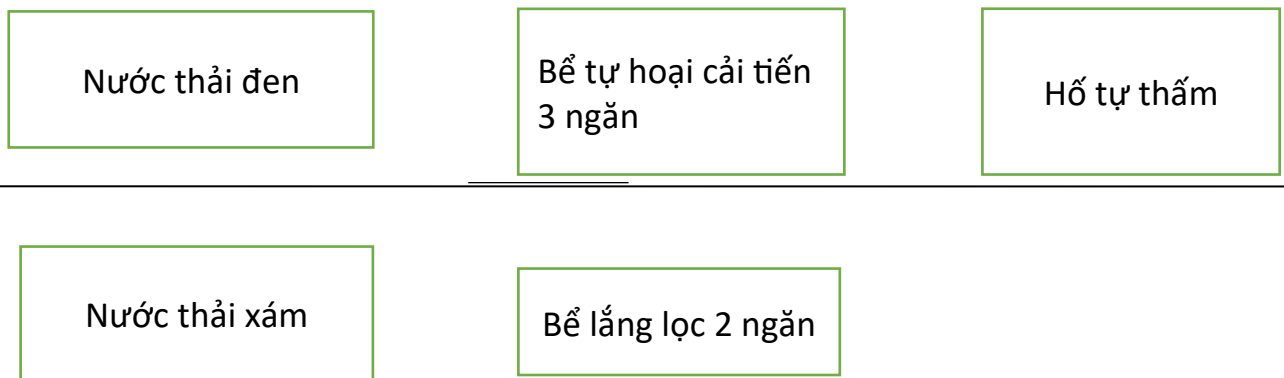 Nước thải đen
Bể tự hoại cải tiến
3 ngăn
Hố tự thấm
Nước thải xám
Bể lắng lọc 2 ngăn